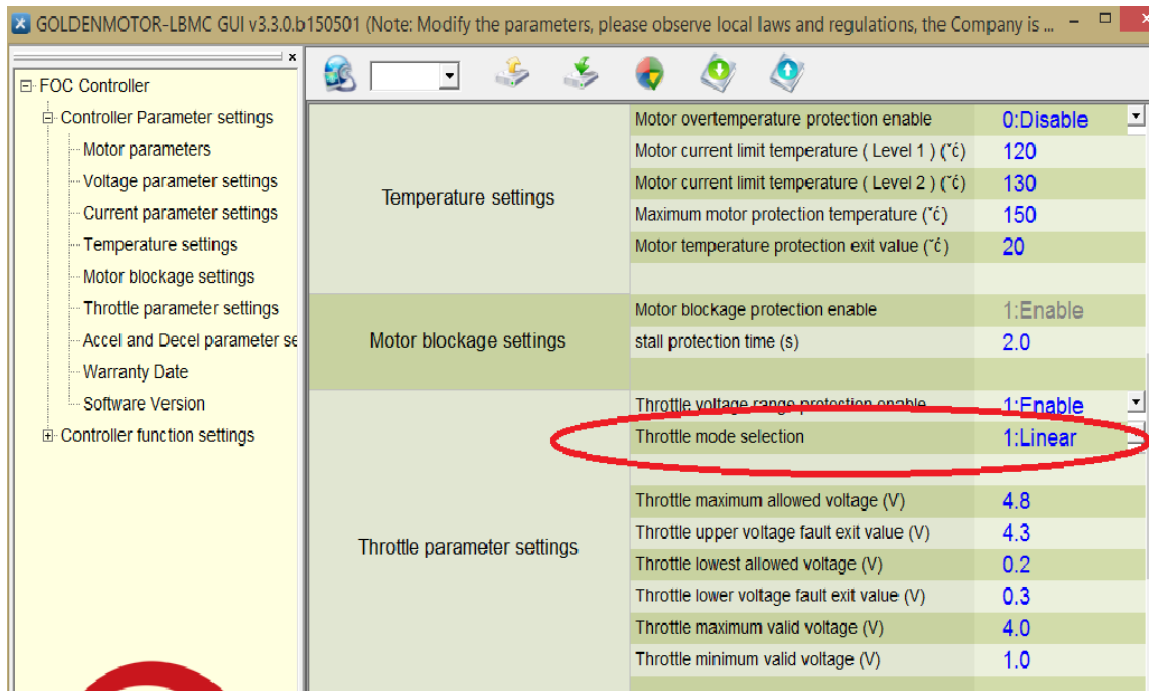 GOLDENMOTOR-LBMC GUI v3.3.0.b150501 (Note: Modify the parameters, please observe local laws and regulations, the Company is ...
FOC Controller
Controller Parameter settings
Motor parameters
Voltage parameter settings
Current parameter settings
Temperature settings
Motor blockage settings
Throttle parameter settings
Accel and Decel parameter se
Warranty Date
Software Version
Controller function settings
Temperature settings
Motor overtemperature protection enable 0:Disable
Motor current limit temperature ( Level 1 ) (ˇć) 120
Motor current limit temperature ( Level 2 ) (ˇć) 130
Maximum motor protection temperature (ˇć) 150
Motor temperature protection exit value (ˇć) 20
Motor blockage settings
Motor blockage protection enable 1:Enable
stall protection time (s) 2.0
Throttle parameter settings
Throttle voltage range protection enable 1:Enable
Throttle mode selection 1:Linear
Throttle maximum allowed voltage (V) 4.8
Throttle upper voltage fault exit value (V) 4.3
Throttle lowest allowed voltage (V) 0.2
Throttle lower voltage fault exit value (V) 0.3
Throttle maximum valid voltage (V) 4.0
Throttle minimum valid voltage (V) 1.0